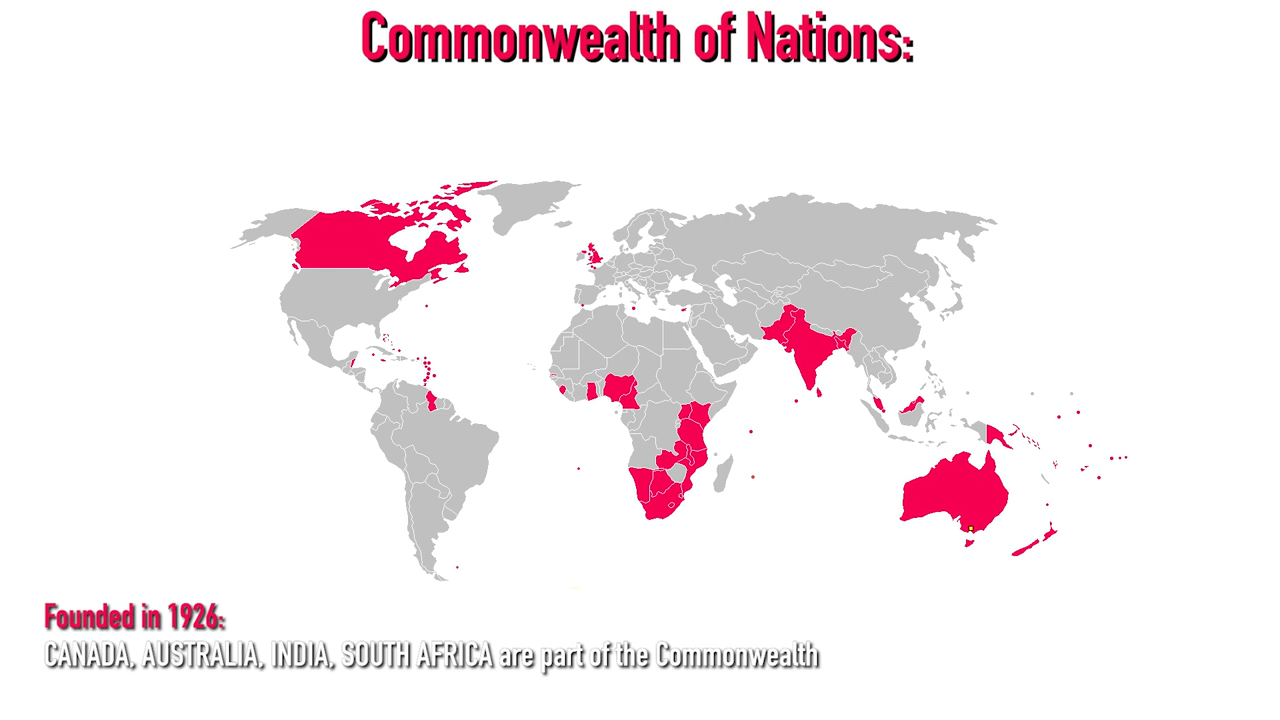 Commonwealth of Nations:
Founded in 1926:
CANADA, AUSTRALIA, INDIA, SOUTH AFRICA are part of the Commonwealth